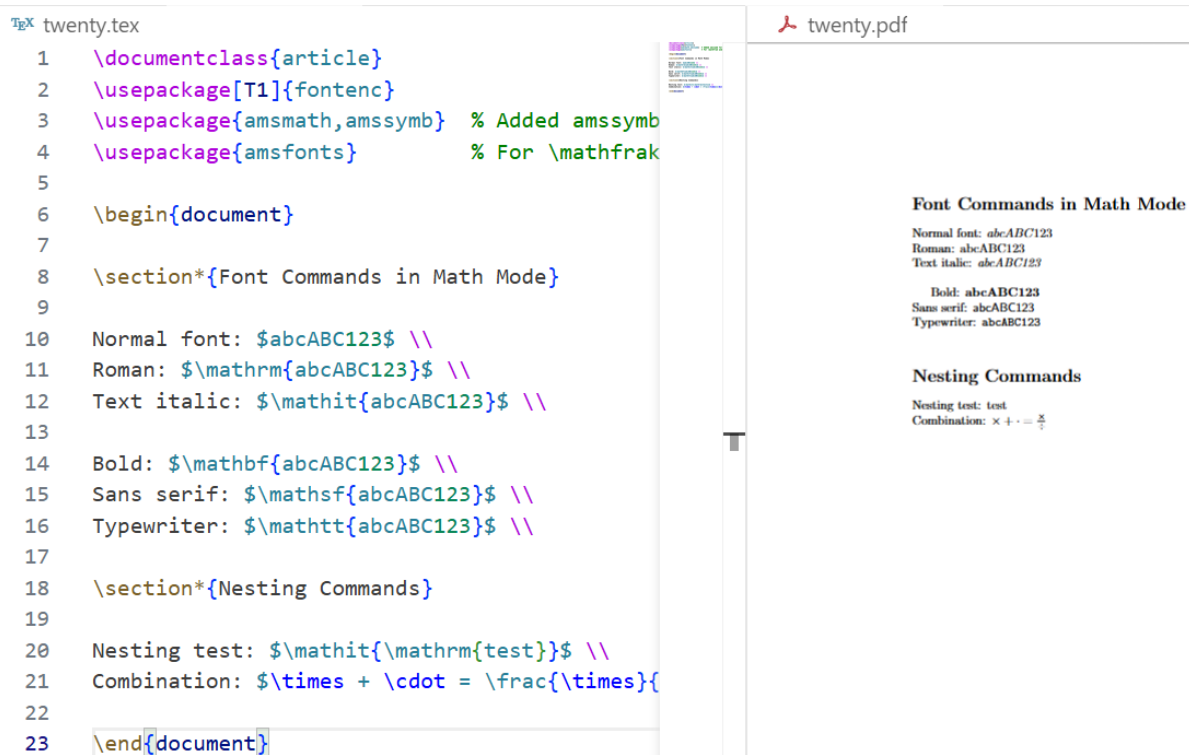 TEX twenty.tex
1 \documentclass{article}
2 \usepackage[T1]{fontenc}
3 \usepackage{amsmath,amssymb}  % Added amssymb
4 \usepackage{amsfonts}         % For \mathfrak
5
6 \begin{document}
7
8 \section*{Font Commands in Math Mode}
9
10 Normal font: $abcABC123$ \\
11 Roman: $\mathrm{abcABC123}$ \\
12 Text italic: $\mathit{abcABC123}$ \\
13
14 Bold: $\mathbf{abcABC123}$ \\
15 Sans serif: $\mathsf{abcABC123}$ \\
16 Typewriter: $\mathtt{abcABC123}$ \\
17
18 \section*{Nesting Commands}
19
20 Nesting test: $\mathit{\mathrm{test}}$ \\
21 Combination: $\times + \cdot = \frac{\times}{
22
23 \end{document}
twenty.pdf
Font Commands in Math Mode
Normal font: abcABC123
Roman: abcABC123
Text italic: abcABC123
Bold: abcABC123
Sans serif: abcABC123
Typewriter: abcABC123
Nesting Commands
Nesting test: test
Combination: × + · = ×/÷